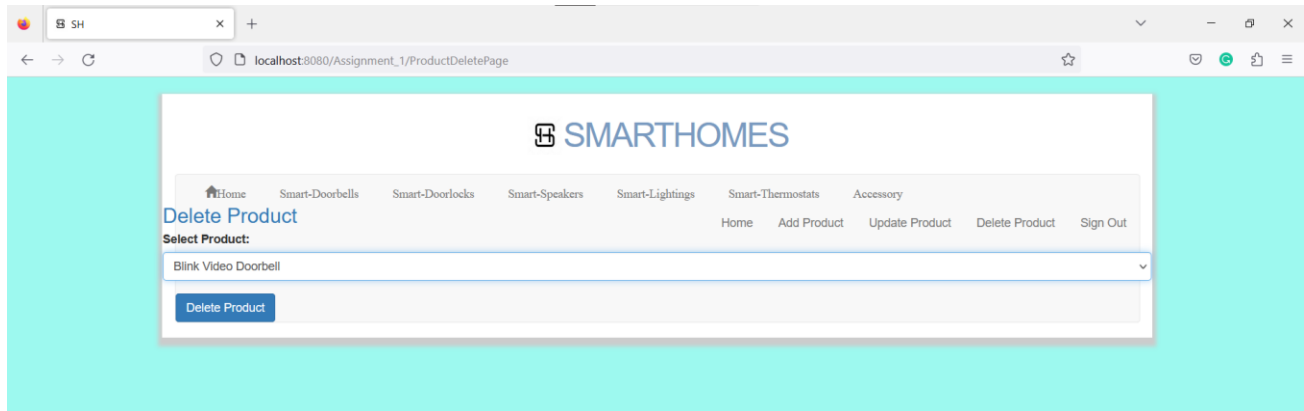 SH
localhost:8080/Assignment_1/ProductDeletePage
SMARTHOMES
Home Smart-Doorbells Smart-Doorlocks Smart-Speakers Smart-Lightings Smart-Thermostats Accessory
Delete Product
Home Add Product Update Product Delete Product Sign Out
Select Product:
Blink Video Doorbell
Delete Product